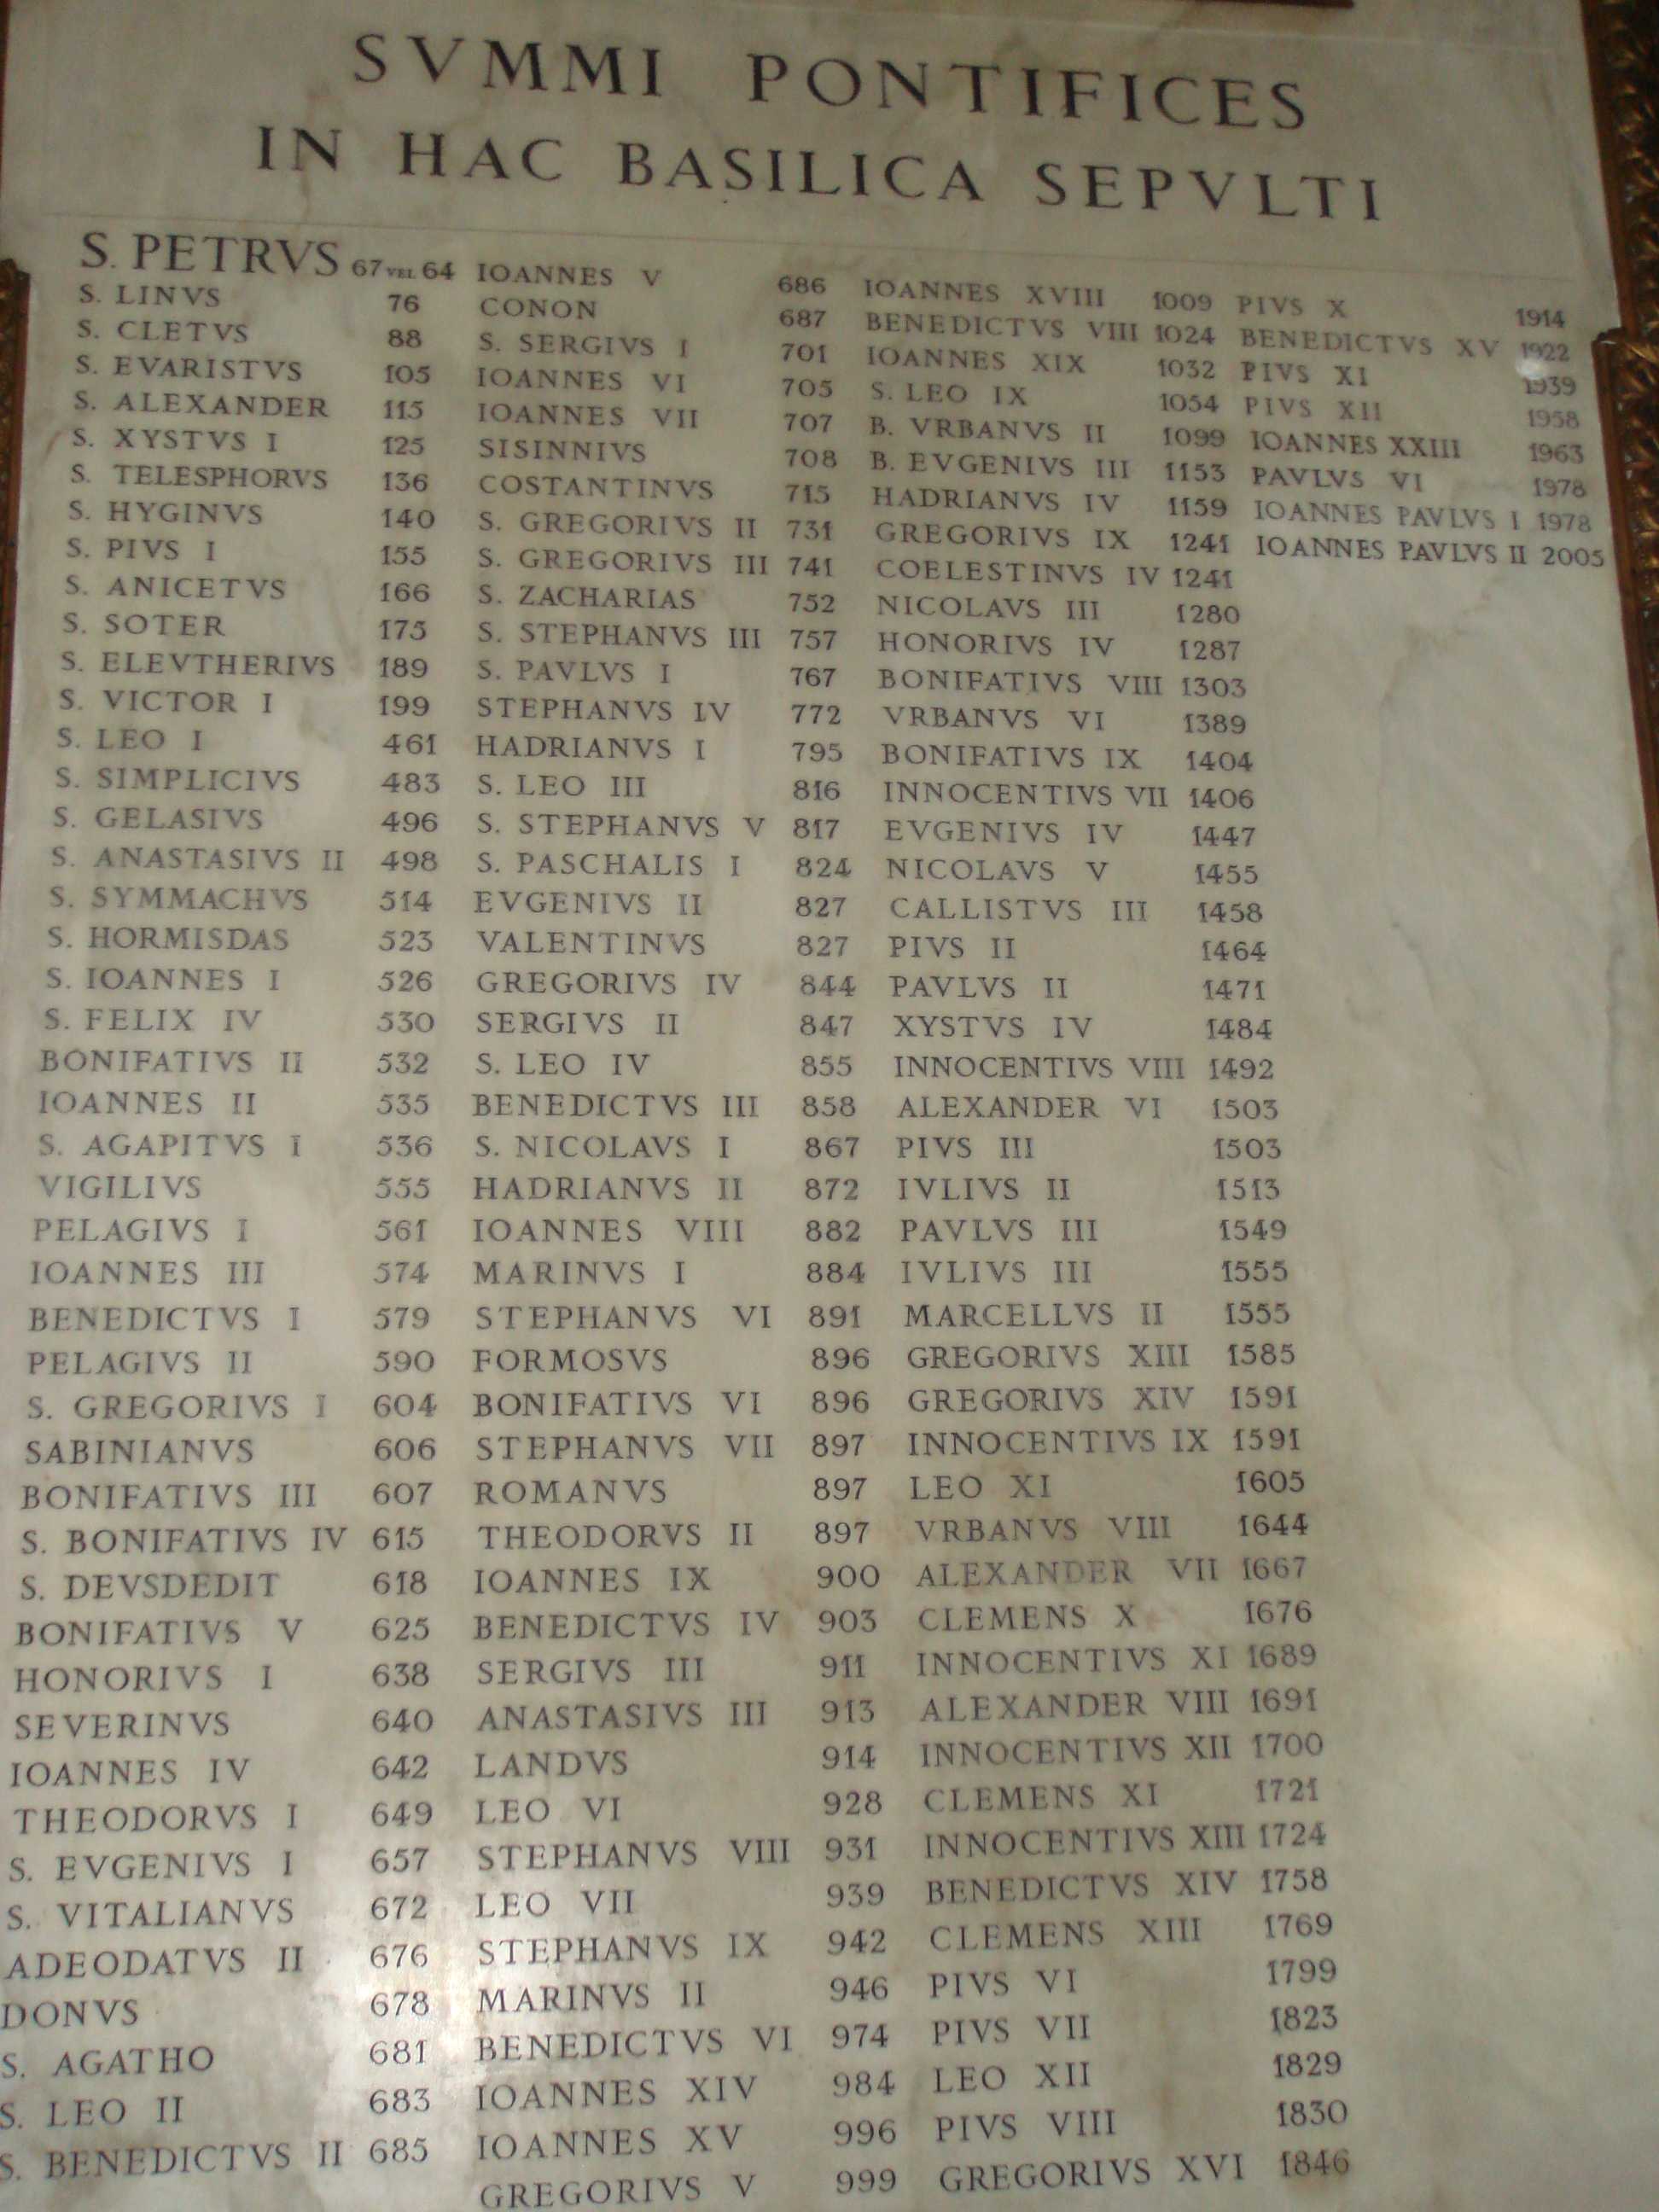 SVMMI PONTIFICES
IN HAC BASILICA SEPVLTI
S. PETRVS 67 VEL 64
S. LINVS 76
S. CLETVS 88
S. EVARISTVS 105
S. ALEXANDER 115
S. XYSTVS I 125
S. TELESPHORVS 136
S. HYGINVS 140
S. PIVS I 155
S. ANICETVS 166
S. SOTER 175
S. ELEVTHERIVS 189
S. VICTOR I 199
S. LEO I 461
S. SIMPLICIVS 483
S. GELASIVS 496
S. ANASTASIVS II 498
S. SYMMACHVS 514
S. HORMISDAS 523
S. IOANNES I 526
S. FELIX IV 530
BONIFATIVS II 532
IOANNES II 535
S. AGAPITVS I 536
VIGILIVS 555
PELAGIVS I 561
IOANNES III 574
BENEDICTVS I 579
PELAGIVS II 590
S. GREGORIVS I 604
SABINIANVS 606
BONIFATIVS III 607
S. BONIFATIVS IV 615
S. DEVSDEDIT 618
BONIFATIVS V 625
HONORIVS I 638
SEVERINVS 640
IOANNES IV 642
THEODORVS I 649
S. EVGENIVS I 657
S. VITALIANVS 672
ADEODATVS II 676
DONVS 678
S. AGATHO 681
S. LEO II 683
S. BENEDICTVS II 685
IOANNES V 686
CONON 687
S. SERGIVS I 701
IOANNES VI 705
IOANNES VII 707
SISINNIVS 708
COSTANTINVS 715
S. GREGORIVS II 731
S. GREGORIVS III 741
S. ZACHARIAS 752
S. STEPHANVS III 757
S. PAVLVS I 767
STEPHANVS IV 772
HADRIANVS I 795
S. LEO III 816
S. STEPHANVS V 817
S. PASCHALIS I 824
EVGENIVS II 827
VALENTINVS 827
GREGORIVS IV 844
SERGIVS II 847
S. LEO IV 855
BENEDICTVS III 858
S. NICOLAVS I 867
HADRIANVS II 872
IOANNES VIII 882
MARINVS I 884
STEPHANVS VI 891
FORMOSVS 896
BONIFATIVS VI 896
STEPHANVS VII 897
ROMANVS 897
THEODORVS II 897
IOANNES IX 900
BENEDICTVS IV 903
SERGIVS III 911
ANASTASIVS III 913
LANDVS 914
LEO VI 928
STEPHANVS VIII 931
LEO VII 939
STEPHANVS IX 942
MARINVS II 946
BENEDICTVS VI 974
IOANNES XIV 984
IOANNES XV 996
GREGORIVS V 999
IOANNES XVIII 1009
BENEDICTVS VIII 1024
IOANNES XIX 1032
S. LEO IX 1054
B. VRBANVS II 1099
B. EVGENIVS III 1153
HADRIANVS IV 1159
GREGORIVS IX 1241
COELESTINVS IV 1241
NICOLAVS III 1280
HONORIVS IV 1287
BONIFATIVS VIII 1303
VRBANVS VI 1389
BONIFATIVS IX 1404
INNOCENTIVS VII 1406
EVGENIVS IV 1447
NICOLAVS V 1455
CALLISTVS III 1458
PIVS II 1464
PAVLVS II 1471
XYSTVS IV 1484
INNOCENTIVS VIII 1492
ALEXANDER VI 1503
PIVS III 1503
IVLIVS II 1513
PAVLVS III 1549
IVLIVS III 1555
MARCELLVS II 1555
GREGORIVS XIII 1585
GREGORIVS XIV 1591
INNOCENTIVS IX 1591
LEO XI 1605
VRBANVS VIII 1644
ALEXANDER VII 1667
CLEMENS X 1676
INNOCENTIVS XI 1689
ALEXANDER VIII 1691
INNOCENTIVS XII 1700
CLEMENS XI 1721
INNOCENTIVS XIII 1724
BENEDICTVS XIV 1758
CLEMENS XIII 1769
PIVS VI 1799
PIVS VII 1823
LEO XII 1829
PIVS VIII 1830
GREGORIVS XVI 1846
PIVS X 1914
BENEDICTVS XV 1922
PIVS XI 1939
PIVS XII 1958
IOANNES XXIII 1963
PAVLVS VI 1978
IOANNES PAVLVS I 1978
IOANNES PAVLVS II 2005